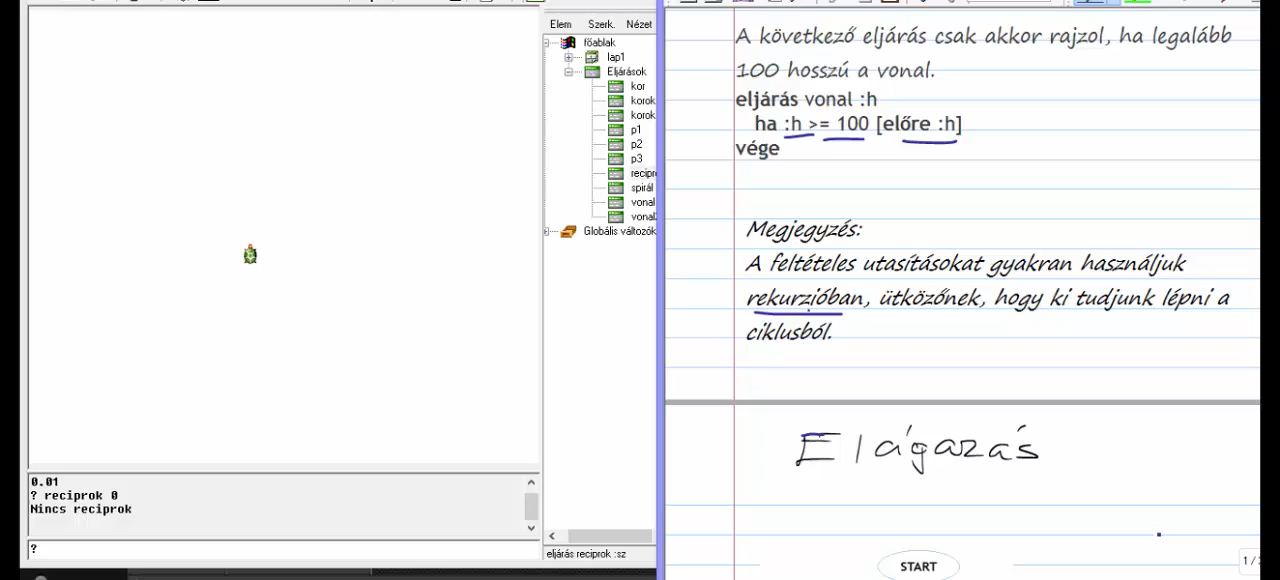 Elem Szerk. Nézet
főablak
lap1
Eljárások
kor
korok
korok
p1
p2
p3
recipr
spirál
vonal
vonal
Globális változók
0.01
? reciprok 0
Nincs reciprok
?
eljárás reciprok :sz
A következő eljárás csak akkor rajzol, ha legalább
100 hosszú a vonal.
eljárás vonal :h
ha :h >= 100 [előre :h]
vége
Megjegyzés:
A feltételes utasításokat gyakran használjuk
rekurzióban, ütközőnek, hogy ki tudjunk lépni a
ciklusból.
Elágazás
START
1/